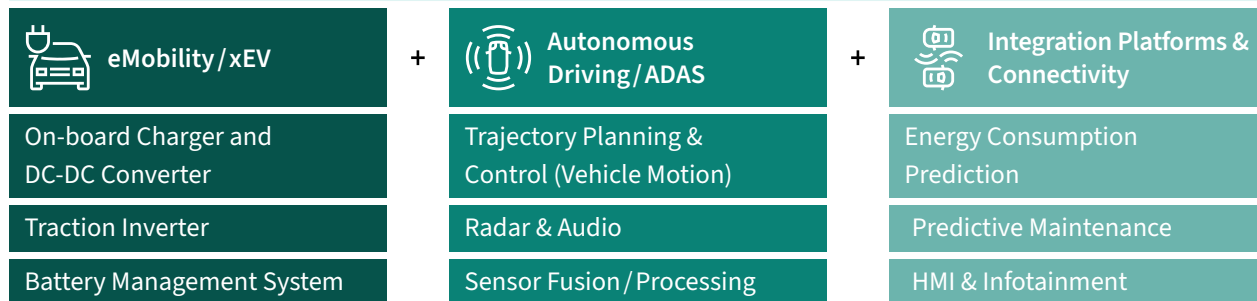 eMobility/xEV
+
Autonomous
Driving/ADAS
+
Integration Platforms &
Connectivity
On-board Charger and
DC-DC Converter
Trajectory Planning &
Control (Vehicle Motion)
Energy Consumption
Prediction
Traction Inverter
Radar & Audio
Predictive Maintenance
Battery Management System
Sensor Fusion/Processing
HMI & Infotainment